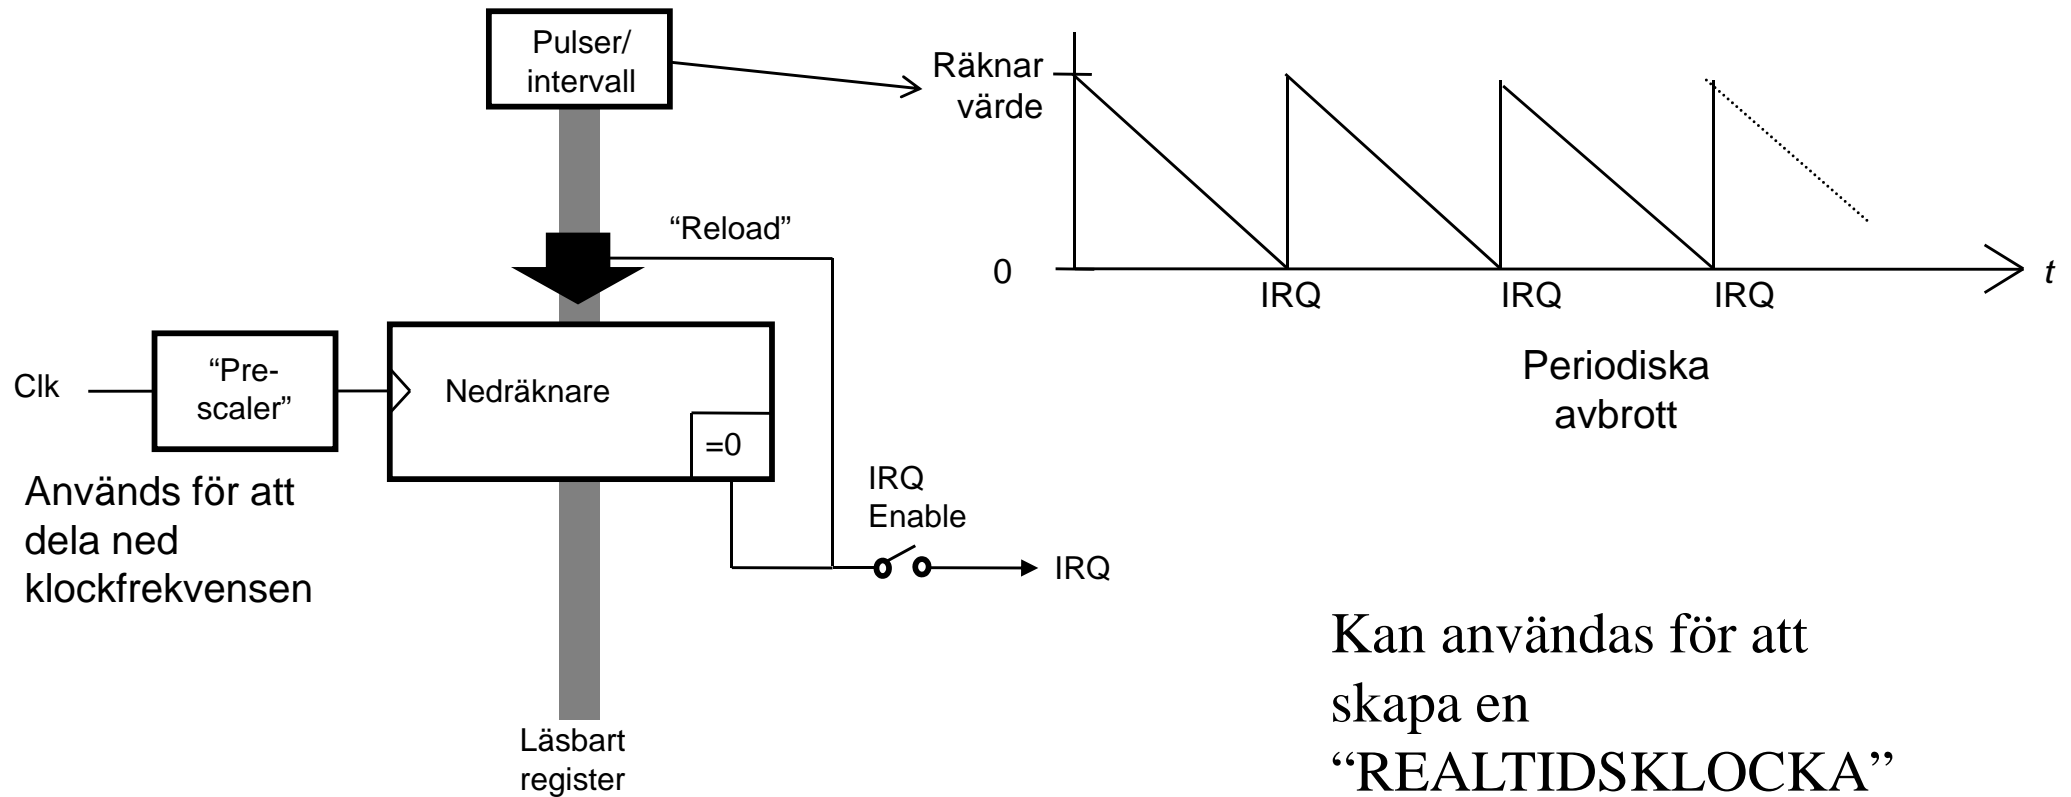 Pulser/
intervall
Räknar
värde
“Reload”
0
t
IRQ
IRQ
IRQ
Periodiska
avbrott
Clk
“Pre-
scaler”
Nedräknare
=0
Används för att
dela ned
klockfrekvensen
IRQ
Enable
IRQ
Kan användas för att
skapa en
“REALTIDSKLOCKA”
Läsbart
register